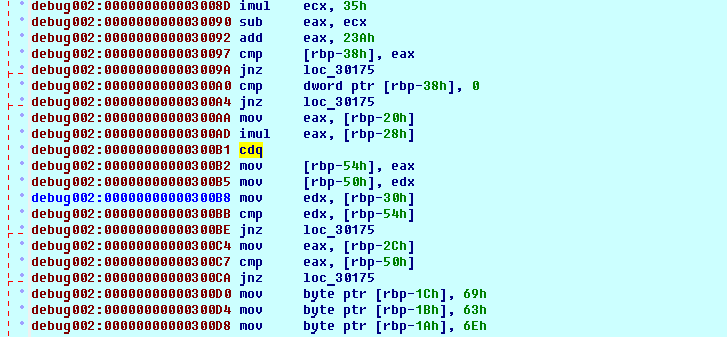 debug002:000000000003008D imul ecx, 35h
debug002:0000000000030090 sub eax, ecx
debug002:0000000000030092 add eax, 23Ah
debug002:0000000000030097 cmp [rbp-38h], eax
debug002:000000000003009A jnz loc_30175
debug002:00000000000300A0 cmp dword ptr [rbp-38h], 0
debug002:00000000000300A4 jnz loc_30175
debug002:00000000000300AA mov eax, [rbp-20h]
debug002:00000000000300AD imul eax, [rbp-28h]
debug002:00000000000300B1 cdq
debug002:00000000000300B2 mov [rbp-54h], eax
debug002:00000000000300B5 mov [rbp-50h], edx
debug002:00000000000300B8 mov edx, [rbp-30h]
debug002:00000000000300BB cmp edx, [rbp-54h]
debug002:00000000000300BE jnz loc_30175
debug002:00000000000300C4 mov eax, [rbp-2Ch]
debug002:00000000000300C7 cmp eax, [rbp-50h]
debug002:00000000000300CA jnz loc_30175
debug002:00000000000300D0 mov byte ptr [rbp-1Ch], 69h
debug002:00000000000300D4 mov byte ptr [rbp-1Bh], 63h
debug002:00000000000300D8 mov byte ptr [rbp-1Ah], 6Eh